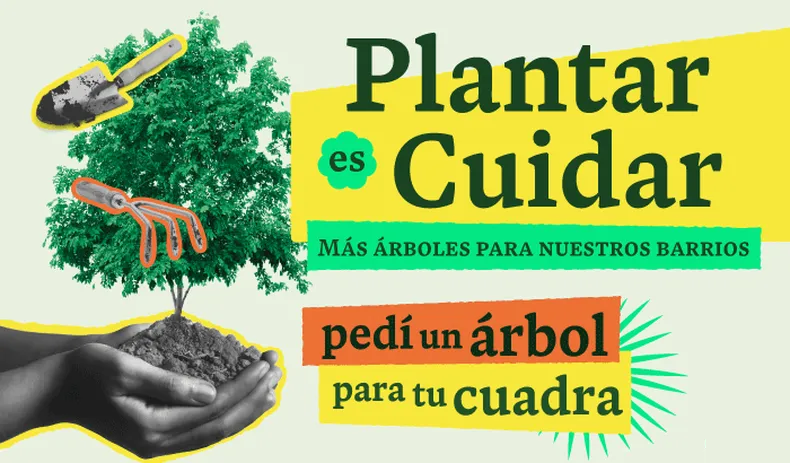 Plantar
es Cuidar
MÁS ÁRBOLES PARA NUESTROS BARRIOS
pedí un árbol
para tu cuadra